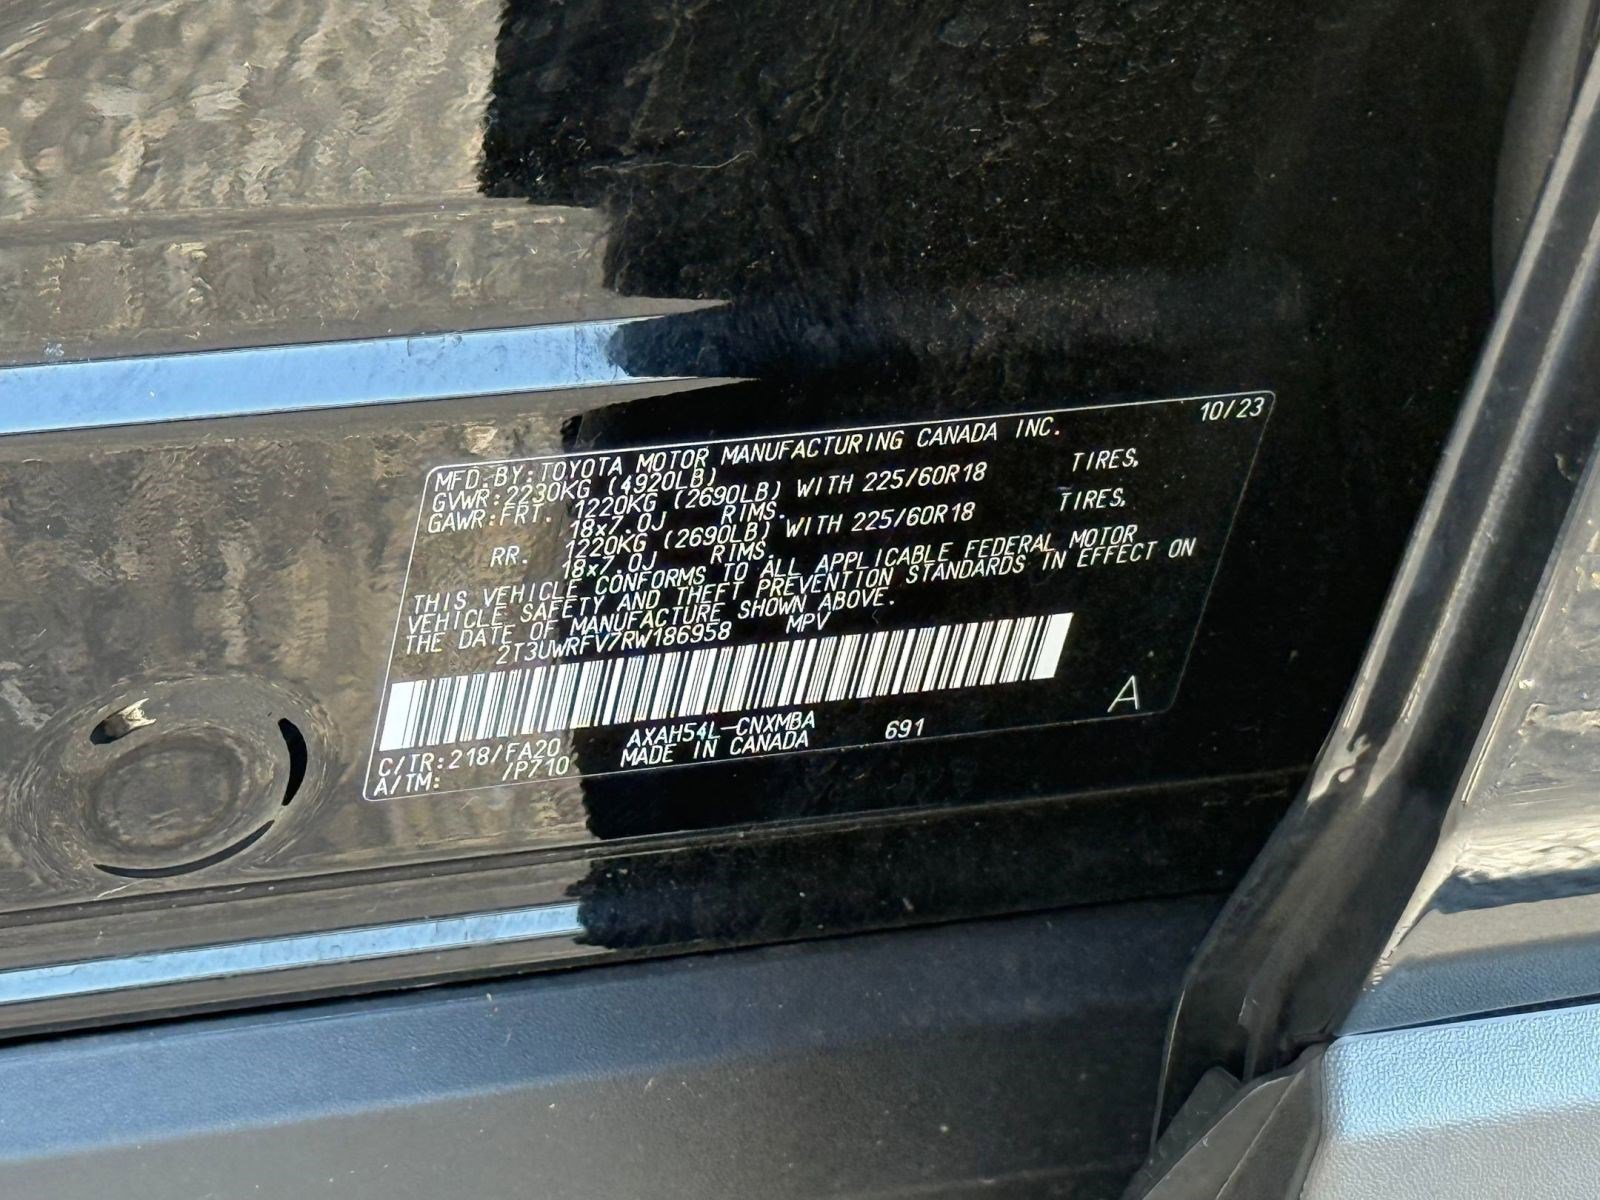 10/23
MFD.BY:TOYOTA MOTOR MANUFACTURING CANADA INC.
GVWR:2230KG (4920LB)
GAWR:FRT. 1220KG (2690LB) WITH 225/60R18 TIRES,
18x7.0J RIMS.
RR. 1220KG (2690LB) WITH 225/60R18 TIRES,
18x7.0J RIMS.
THIS VEHICLE CONFORMS TO ALL APPLICABLE FEDERAL MOTOR
VEHICLE SAFETY AND THEFT PREVENTION STANDARDS IN EFFECT ON
THE DATE OF MANUFACTURE SHOWN ABOVE.
2T3UWRFV7RW186958 MPV
A
C/TR:218/FA20 AXAH54L-CNXMBA 691
A/TM: /P710 MADE IN CANADA